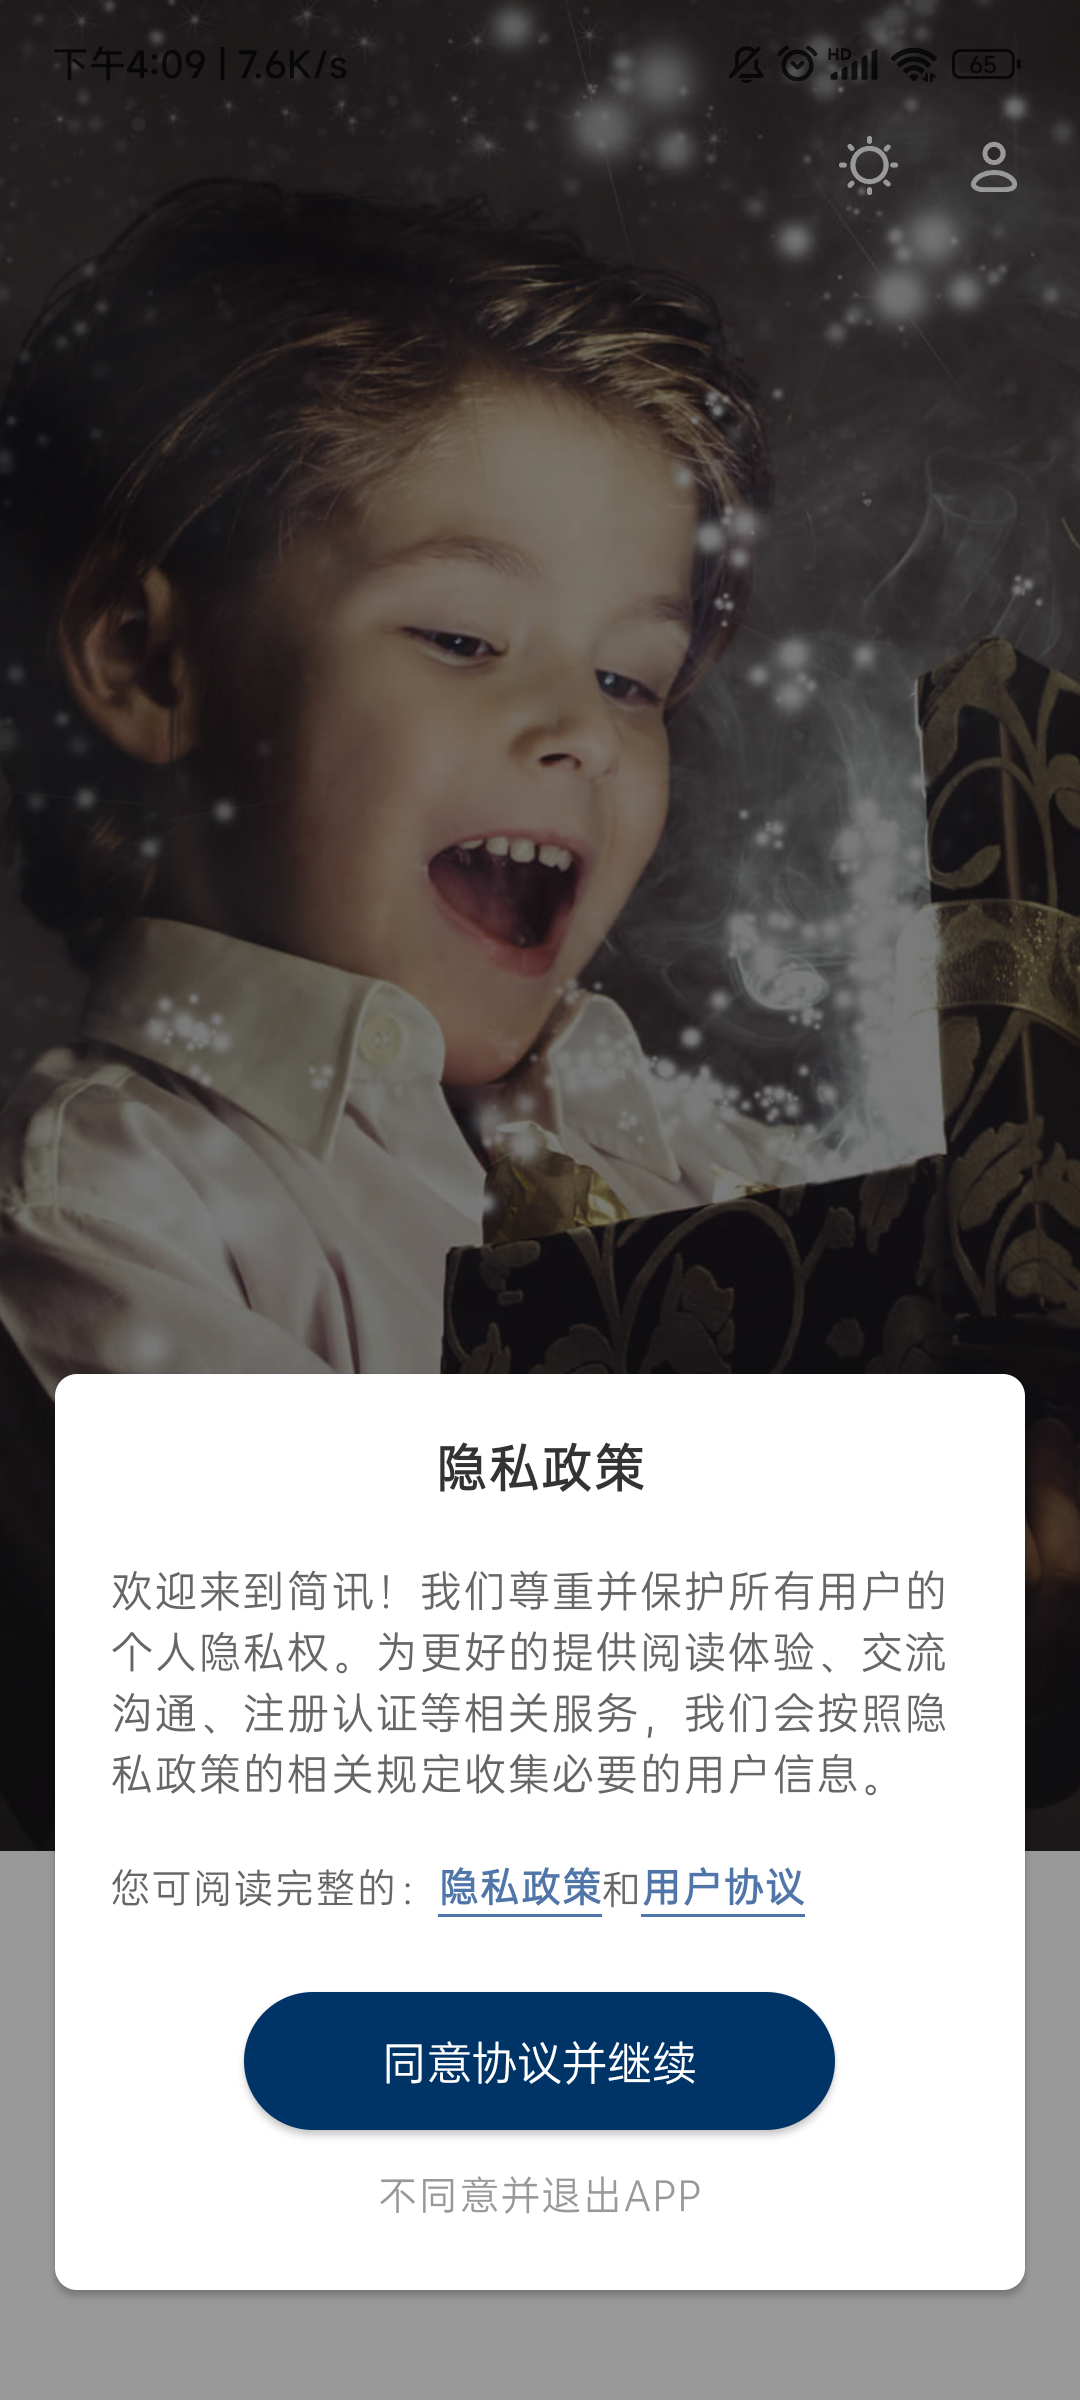 下午4:09 | 7.6K/s
HD
65
隐私政策
欢迎来到简讯！我们尊重并保护所有用户的
个人隐私权。为更好的提供阅读体验、交流
沟通、注册认证等相关服务，我们会按照隐
私政策的相关规定收集必要的用户信息。
您可阅读完整的：隐私政策和用户协议
同意协议并继续
不同意并退出APP